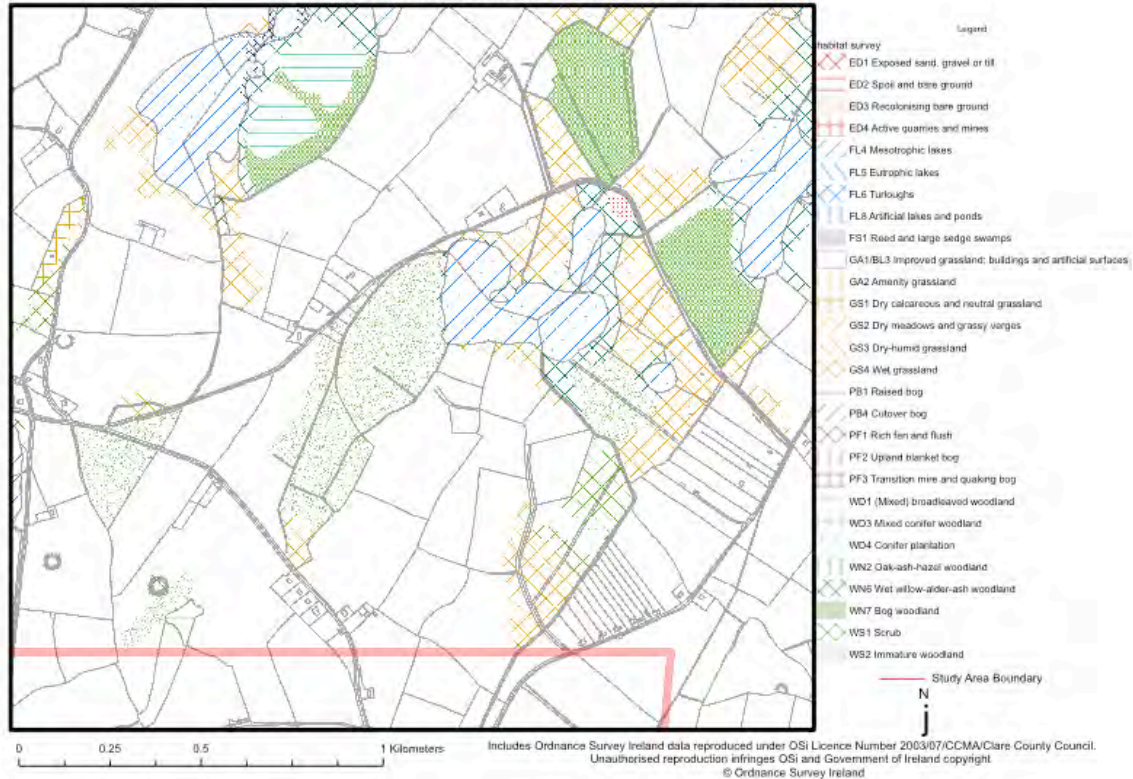 Legend
habitat survey
ED1 Exposed sand, gravel or till
ED2 Spoil and bare ground
ED3 Recolonising bare ground
ED4 Active quarries and mines
FL4 Mesotrophic lakes
FL5 Eutrophic lakes
FL6 Turloughs
FL8 Artificial lakes and ponds
FS1 Reed and large sedge swamps
GA1/BL3 Improved grassland; buildings and artificial surfaces
GA2 Amenity grassland
GS1 Dry calcareous and neutral grassland
GS2 Dry meadows and grassy verges
GS3 Dry-humid grassland
GS4 Wet grassland
PB1 Raised bog
PB4 Cutover bog
PF1 Rich fen and flush
PF2 Upland blanket bog
PF3 Transition mire and quaking bog
WD1 (Mixed) broadleaved woodland
WD3 Mixed conifer woodland
WD4 Conifer plantation
WN2 Oak-ash-hazel woodland
WN6 Wet willow-alder-ash woodland
WN7 Bog woodland
WS1 Scrub
WS2 Immature woodland
Study Area Boundary
N
j
0 0.25 0.5 1 Kilometers
Includes Ordnance Survey Ireland data reproduced under OSi Licence Number 2003/07/CCMA/Clare County Council.
Unauthorised reproduction infringes OSi and Government of Ireland copyright
© Ordnance Survey Ireland